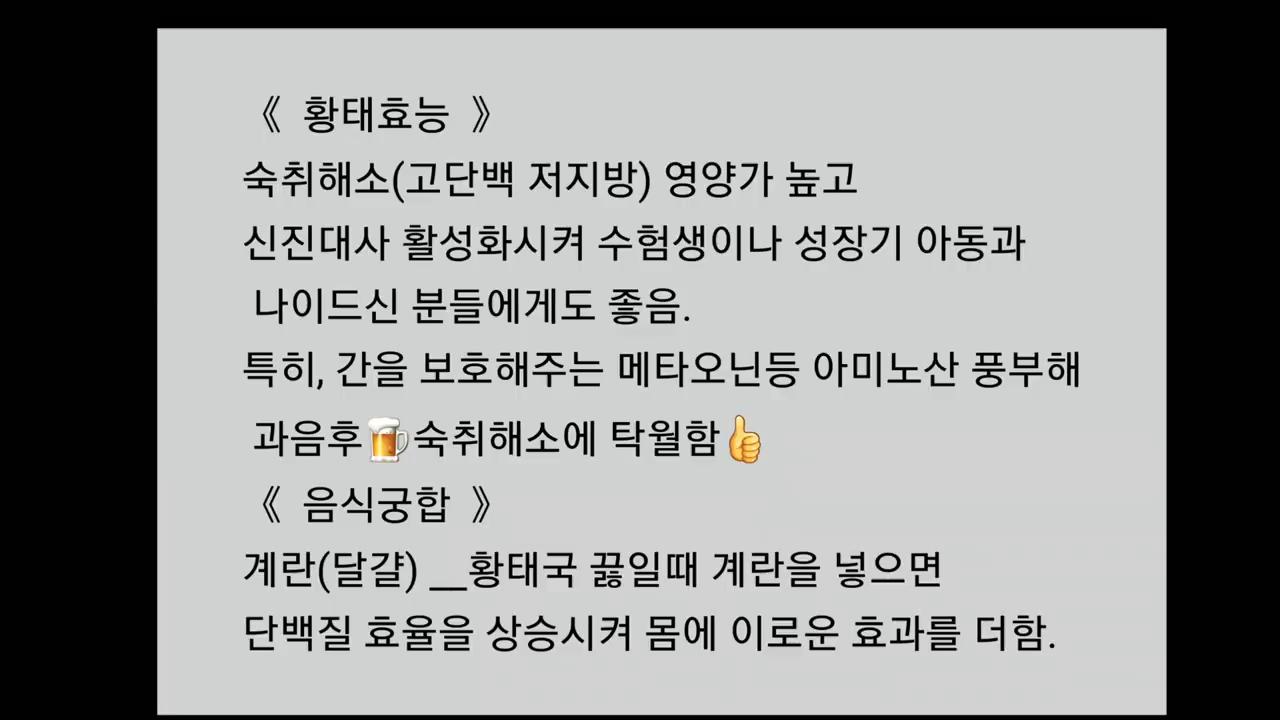 《 황태효능 》
숙취해소(고단백 저지방) 영양가 높고
신진대사 활성화시켜 수험생이나 성장기 아동과
나이드신 분들에게도 좋음.
특히, 간을 보호해주는 메타오닌등 아미노산 풍부해
과음후🍺숙취해소에 탁월함👍
《 음식궁합 》
계란(달걀) __황태국 끓일때 계란을 넣으면
단백질 효율을 상승시켜 몸에 이로운 효과를 더함.